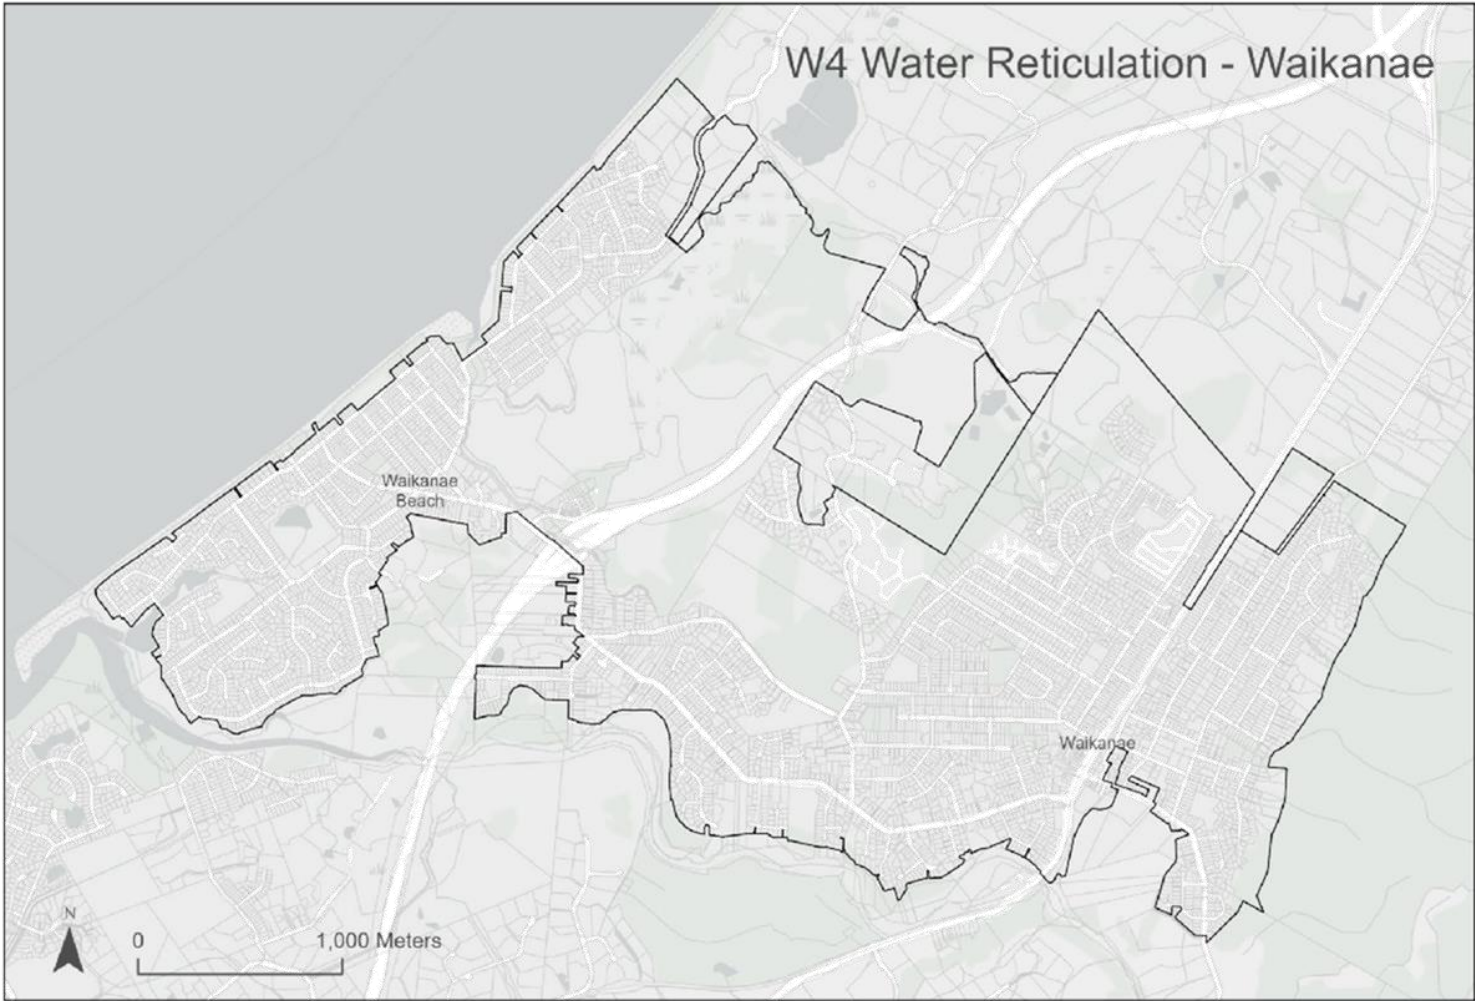 W4 Water Reticulation - Waikanae
Waikanae
Beach
Waikanae
N
0
1,000 Meters